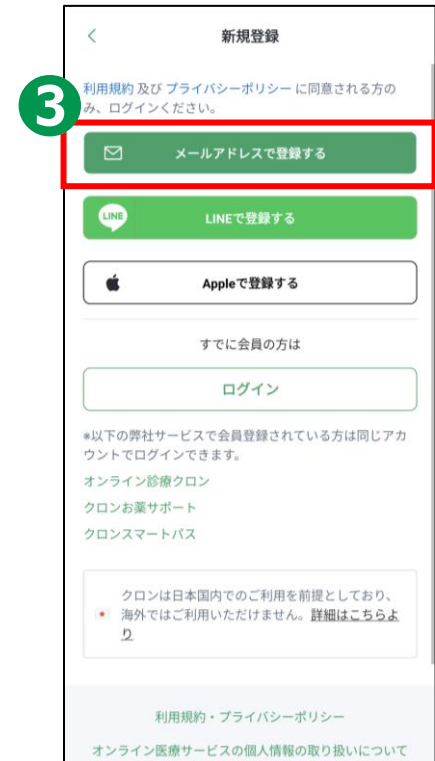 新規登録
3
利用規約 及び プライバシーポリシー に同意される方の
み、ログインください。
メールアドレスで登録する
LINE
LINEで登録する
Appleで登録する
すでに会員の方は
ログイン
※以下の弊社サービスで会員登録されている方は同じアカ
ウントでログインできます。
オンライン診療クロン
クロンお薬サポート
クロンスマートパス
クロンは日本国内でのご利用を前提としており、
海外ではご利用いただけません。詳細はこちらよ
り
利用規約・プライバシーポリシー
オンライン医療サービスの個人情報の取り扱いについて